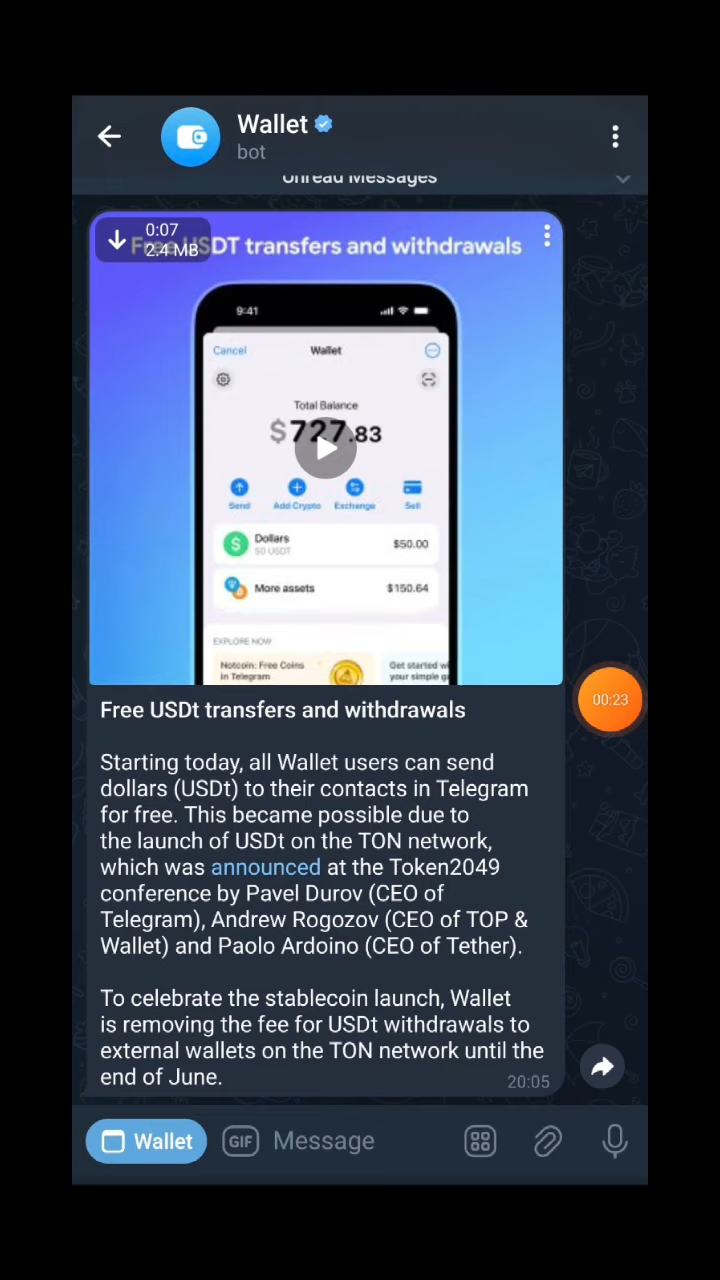 Wallet
bot
Unread Messages
0:07
2.4 MB
Free USDT transfers and withdrawals
9:41
Cancel
Wallet
Total Balance
$727.83
Send
Add Crypto
Exchange
Sell
Dollars
50 USDT
$50.00
More assets
$150.64
EXPLORE NOW
Notcoin: Free Coins
in Telegram
Get started wi
your simple g
Free USDt transfers and withdrawals
Starting today, all Wallet users can send
dollars (USDt) to their contacts in Telegram
for free. This became possible due to
the launch of USDt on the TON network,
which was announced at the Token2049
conference by Pavel Durov (CEO of
Telegram), Andrew Rogozov (CEO of TOP &
Wallet) and Paolo Ardoino (CEO of Tether).
To celebrate the stablecoin launch, Wallet
is removing the fee for USDt withdrawals to
external wallets on the TON network until the
end of June.
20:05
00:23
Wallet
GIF
Message